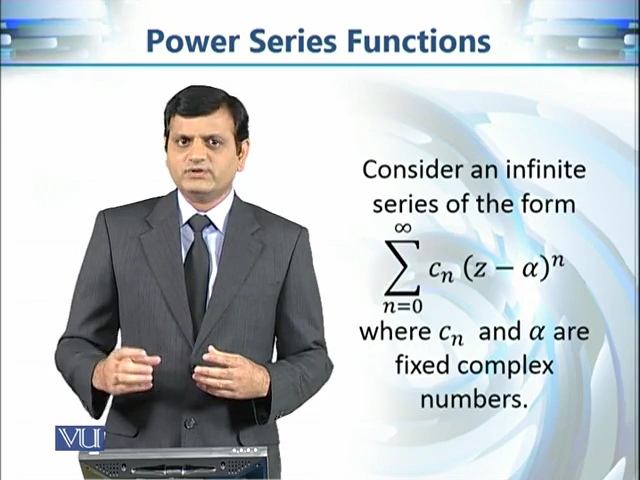 Power Series Functions
Consider an infinite
series of the form
∞
∑ cₙ (z − α)ⁿ
n=0
where cₙ and α are
fixed complex
numbers.
VU